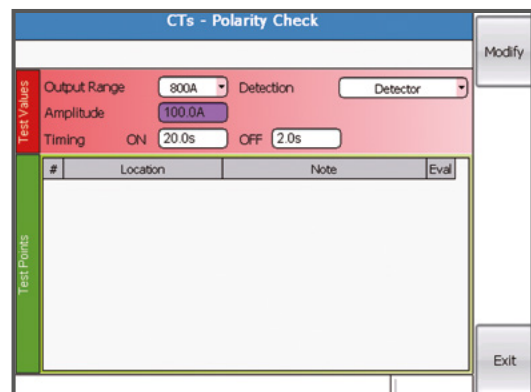 CTs - Polarity Check
Modify
Test Values
Output Range 800A Detection Detector
Amplitude 100.0A
Timing ON 20.0s OFF 2.0s
Test Points
# Location Note Eval
Exit